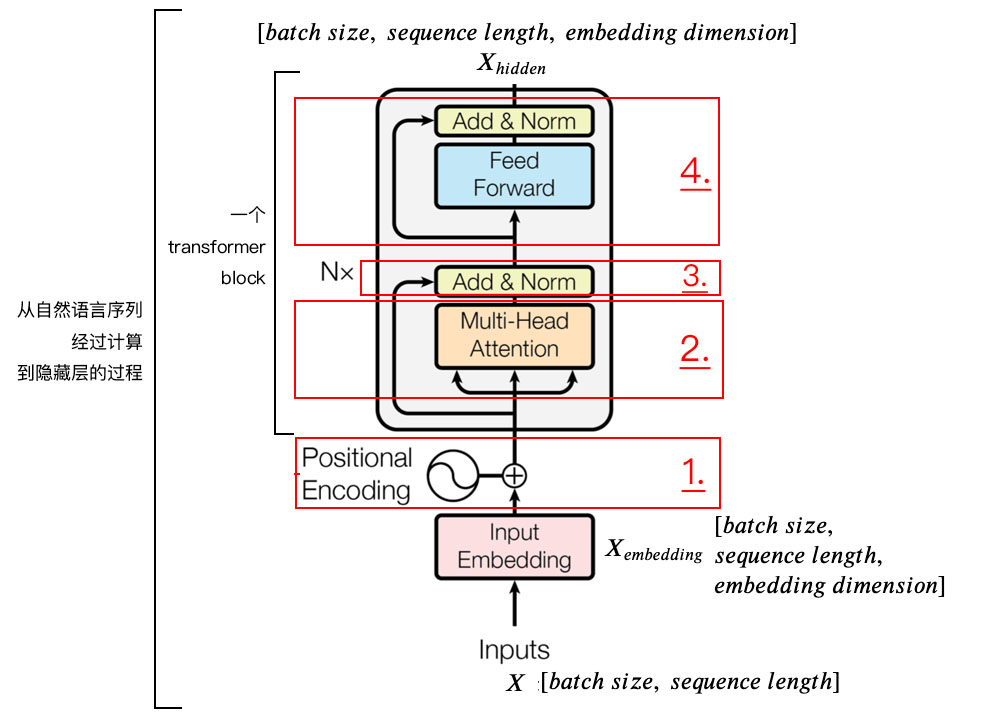 [batch size, sequence length, embedding dimension]
X_hidden
Add & Norm
Feed
Forward
4.
一个
transformer
block
N×
Add & Norm
3.
Multi-Head
Attention
2.
从自然语言序列
经过计算
到隐藏层的过程
Positional
Encoding
1.
Input
Embedding
X_embedding
[batch size,
sequence length,
embedding dimension]
Inputs
X :[batch size, sequence length]